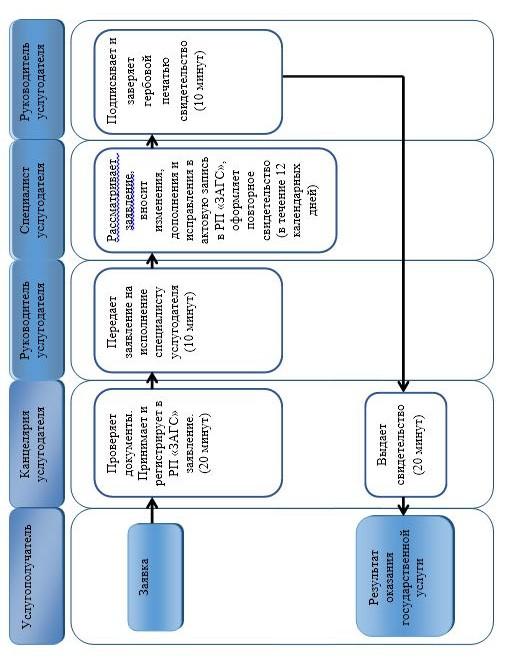 Услугополучатель
Канцелярия
услугодателя
Руководитель
услугодателя
Специалист
услугодателя
Руководитель
услугодателя
Заявка
Проверяет
документы.
Принимает и
регистрирует в
РП «ЗАГС»
заявление.
(20 минут)
Передает
заявление на
исполнение
специалисту
услугодателя
(10 минут)
Рассматривает
заявление,
вносит
изменения,
дополнения и
исправления в
актовую запись
в РП «ЗАГС»,
оформляет
повторное
свидетельство
(в течение 12
календарных
дней)
Подписывает и
заверяет
гербовой
печатью
свидетельство
(10 минут)
Выдает
свидетельство
(20 минут)
Результат
оказания
государственной
услуги